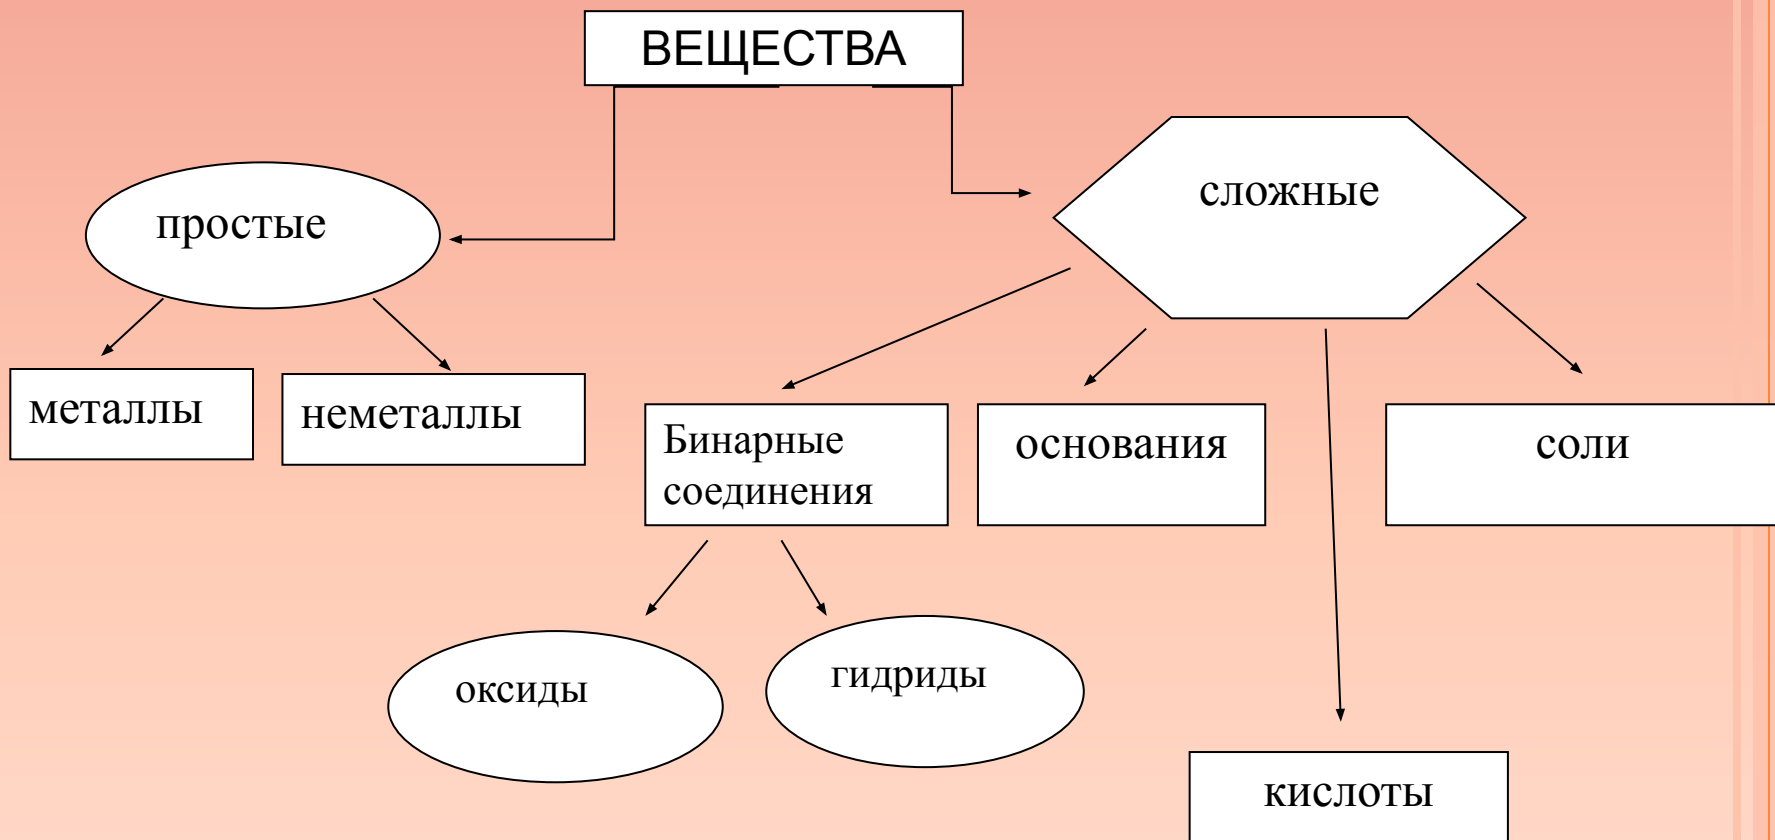 ВЕЩЕСТВА
сложные
простые
металлы
неметаллы
Бинарные
соединения
основания
соли
оксиды
гидриды
кислоты